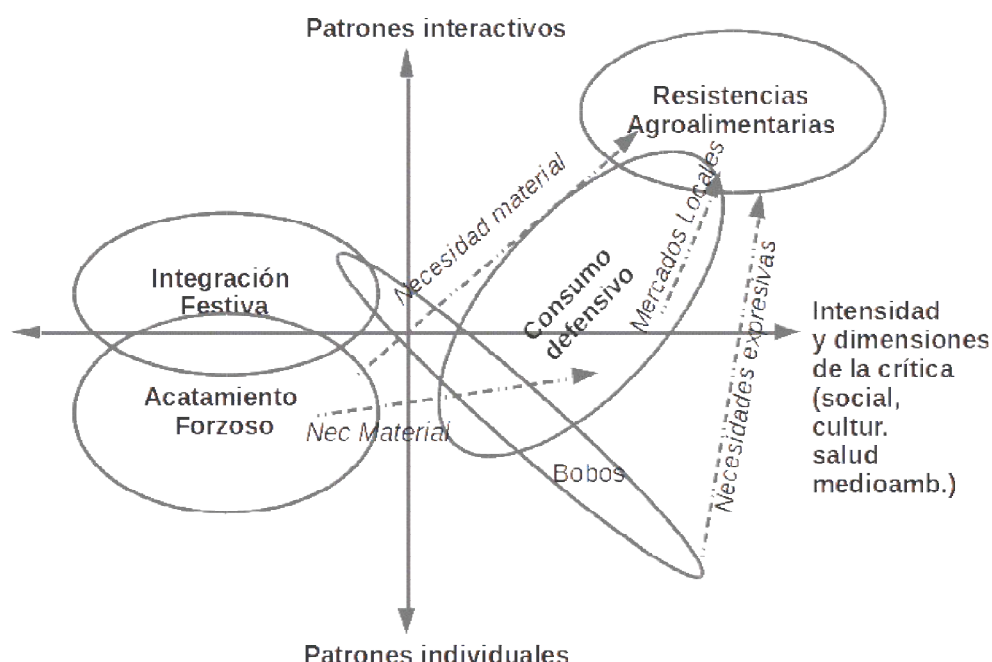 Patrones interactivos
Resistencias
Agroalimentarias
Necesidad material
Mercados Locales
Integración
Festiva
Consumo
defensivo
Necesidades expresivas
Intensidad
y dimensiones
de la crítica
(social,
cultur.
salud
medioamb.)
Acatamiento
Forzoso
Nec Material
Bobos
Patrones individuales